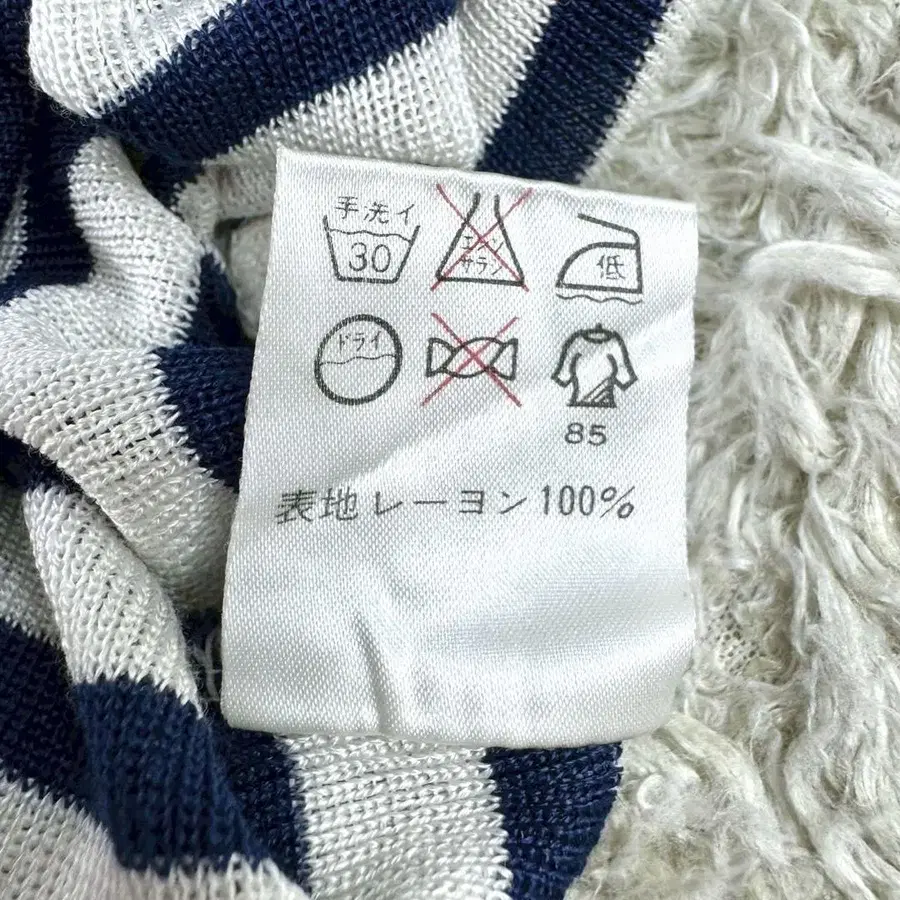 手洗イ
30
エンソ
サラシ
低
ドライ
85
表地レーヨン100%